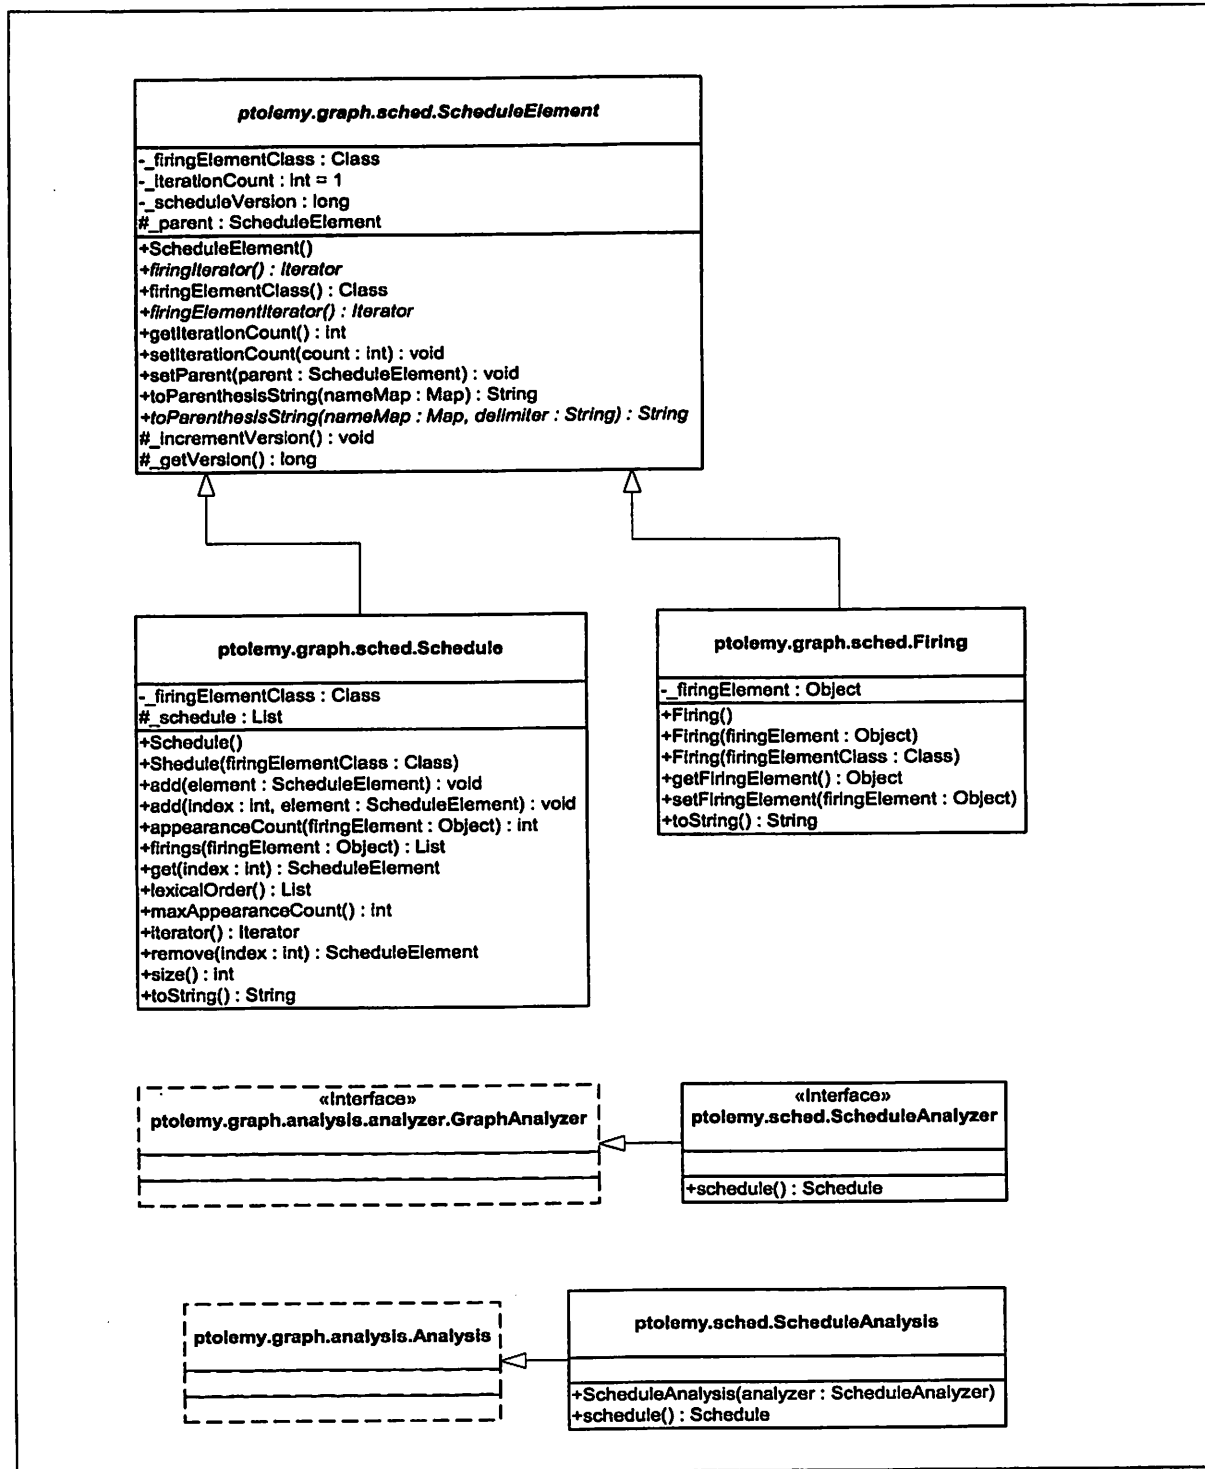 ptolemy.graph.sched.ScheduleElement
-_firingElementClass : Class
-_iterationCount : int = 1
-_scheduleVersion : long
#_parent : ScheduleElement
+ScheduleElement()
+firingIterator() : Iterator
+firingElementClass() : Class
+firingElementIterator() : Iterator
+getIterationCount() : int
+setIterationCount(count : int) : void
+setParent(parent : ScheduleElement) : void
+toParenthesisString(nameMap : Map) : String
+toParenthesisString(nameMap : Map, delimiter : String) : String
#_incrementVersion() : void
#_getVersion() : long
ptolemy.graph.sched.Schedule
-_firingElementClass : Class
#_schedule : List
+Schedule()
+Shedule(firingElementClass : Class)
+add(element : ScheduleElement) : void
+add(index : int, element : ScheduleElement) : void
+appearanceCount(firingElement : Object) : int
+firings(firingElement : Object) : List
+get(index : int) : ScheduleElement
+lexicalOrder() : List
+maxAppearanceCount() : int
+iterator() : Iterator
+remove(index : int) : ScheduleElement
+size() : int
+toString() : String
ptolemy.graph.sched.Firing
-_firingElement : Object
+Firing()
+Firing(firingElement : Object)
+Firing(firingElementClass : Class)
+getFiringElement() : Object
+setFiringElement(firingElement : Object)
+toString() : String
«Interface»
ptolemy.graph.analysis.analyzer.GraphAnalyzer
«Interface»
ptolemy.sched.ScheduleAnalyzer
+schedule() : Schedule
ptolemy.graph.analysis.Analysis
ptolemy.sched.ScheduleAnalysis
+ScheduleAnalysis(analyzer : ScheduleAnalyzer)
+schedule() : Schedule